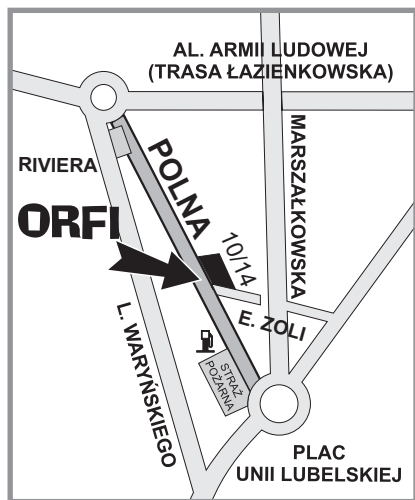 AL. ARMII LUDOWEJ
(TRASA ŁAZIENKOWSKA)
MARSZAŁKOWSKA
POLNA
RIVIERA
ORFI
10/14
E. ZOLI
L. WARYŃSKIEGO
STRAŻ
POŻARNA
PLAC
UNII LUBELSKIEJ